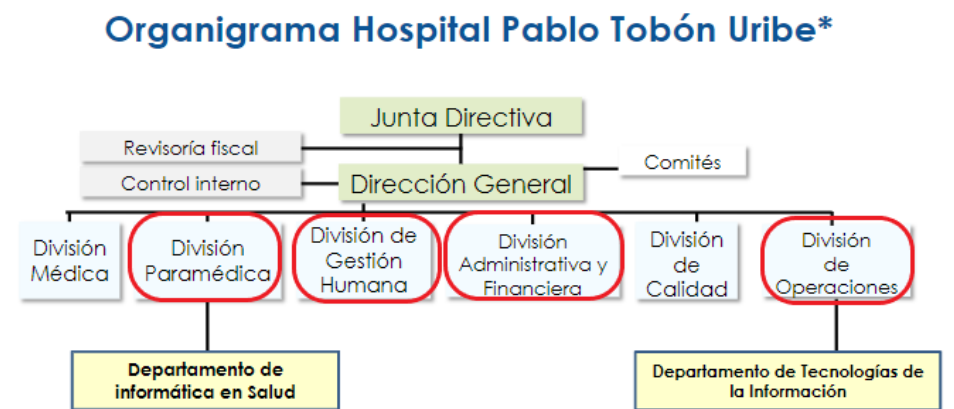 Organigrama Hospital Pablo Tobón Uribe*
Junta Directiva
Revisoría fiscal
Comités
Control interno
Dirección General
División
Médica
División
Paramédica
División de
Gestión
Humana
División
Administrativa y
Financiera
División
de
Calidad
División
de
Operaciones
Departamento de
informática en Salud
Departamento de Tecnologías de
la Información